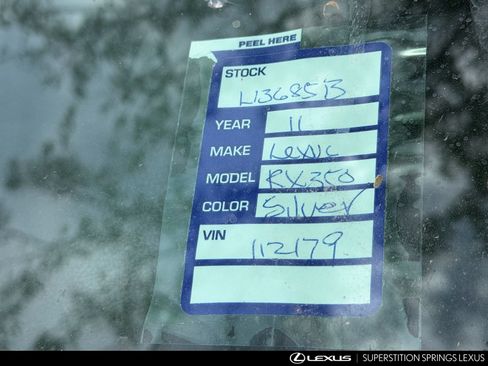 PEEL HERE
STOCK
L13685B
YEAR 11
MAKE Lexus
MODEL RX350
COLOR Silver
VIN
112179
LEXUS | SUPERSTITION SPRINGS LEXUS